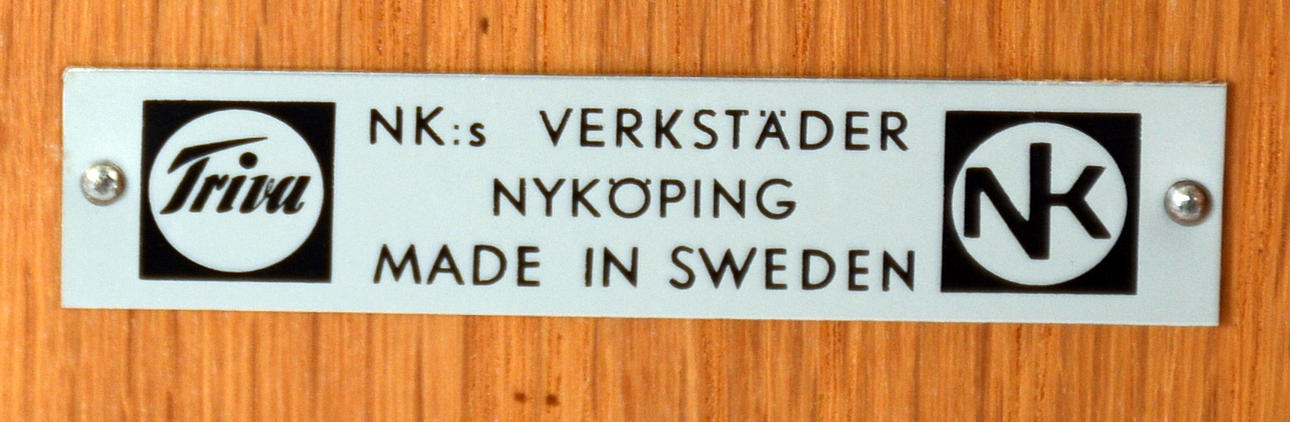 Triva
NK:s VERKSTÄDER
NYKÖPING
MADE IN SWEDEN
NK